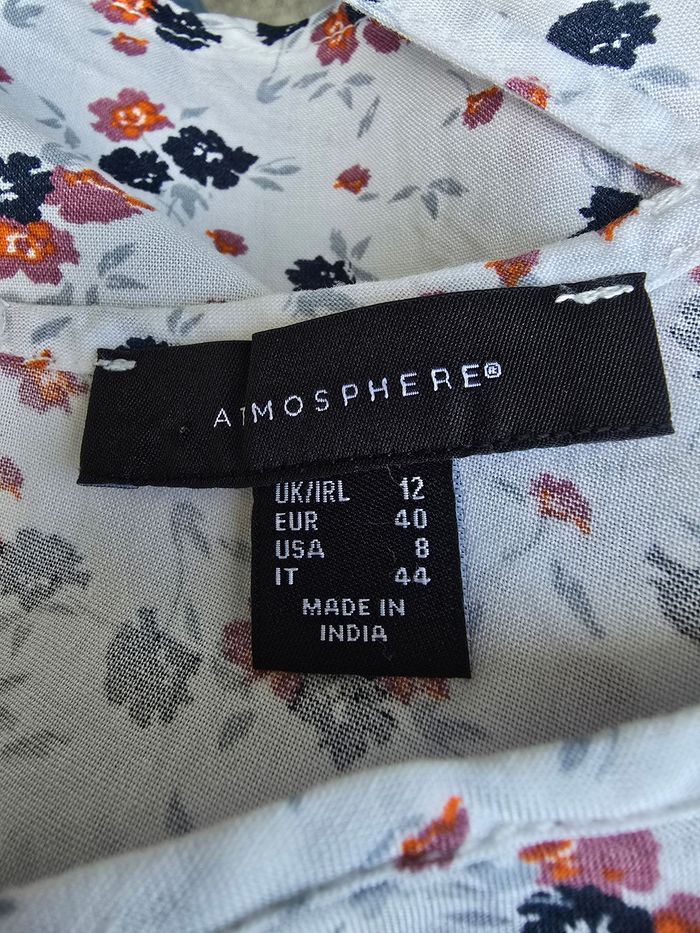 ATMOSPHERE®
UK/IRL 12
EUR 40
USA 8
IT 44
MADE IN
INDIA